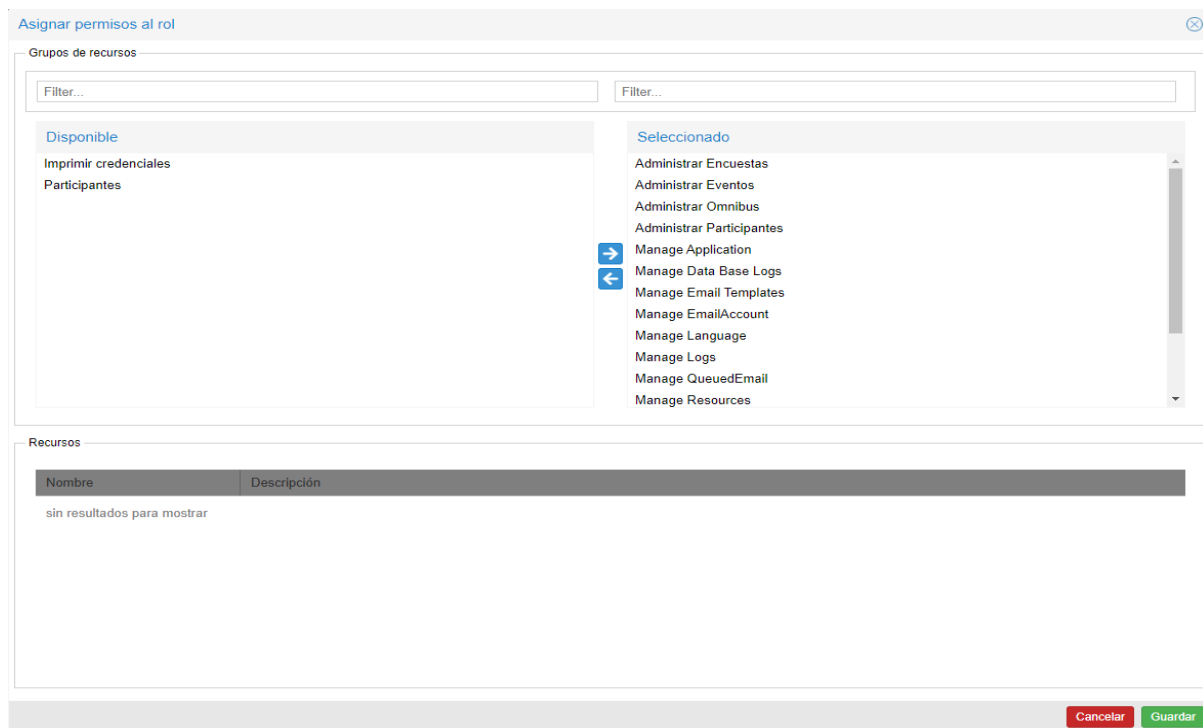 Asignar permisos al rol
Grupos de recursos
Filter...
Filter...
Disponible
Imprimir credenciales
Participantes
Seleccionado
Administrar Encuestas
Administrar Eventos
Administrar Omnibus
Administrar Participantes
Manage Application
Manage Data Base Logs
Manage Email Templates
Manage EmailAccount
Manage Language
Manage Logs
Manage QueuedEmail
Manage Resources
Recursos
Nombre Descripción
sin resultados para mostrar
Cancelar Guardar